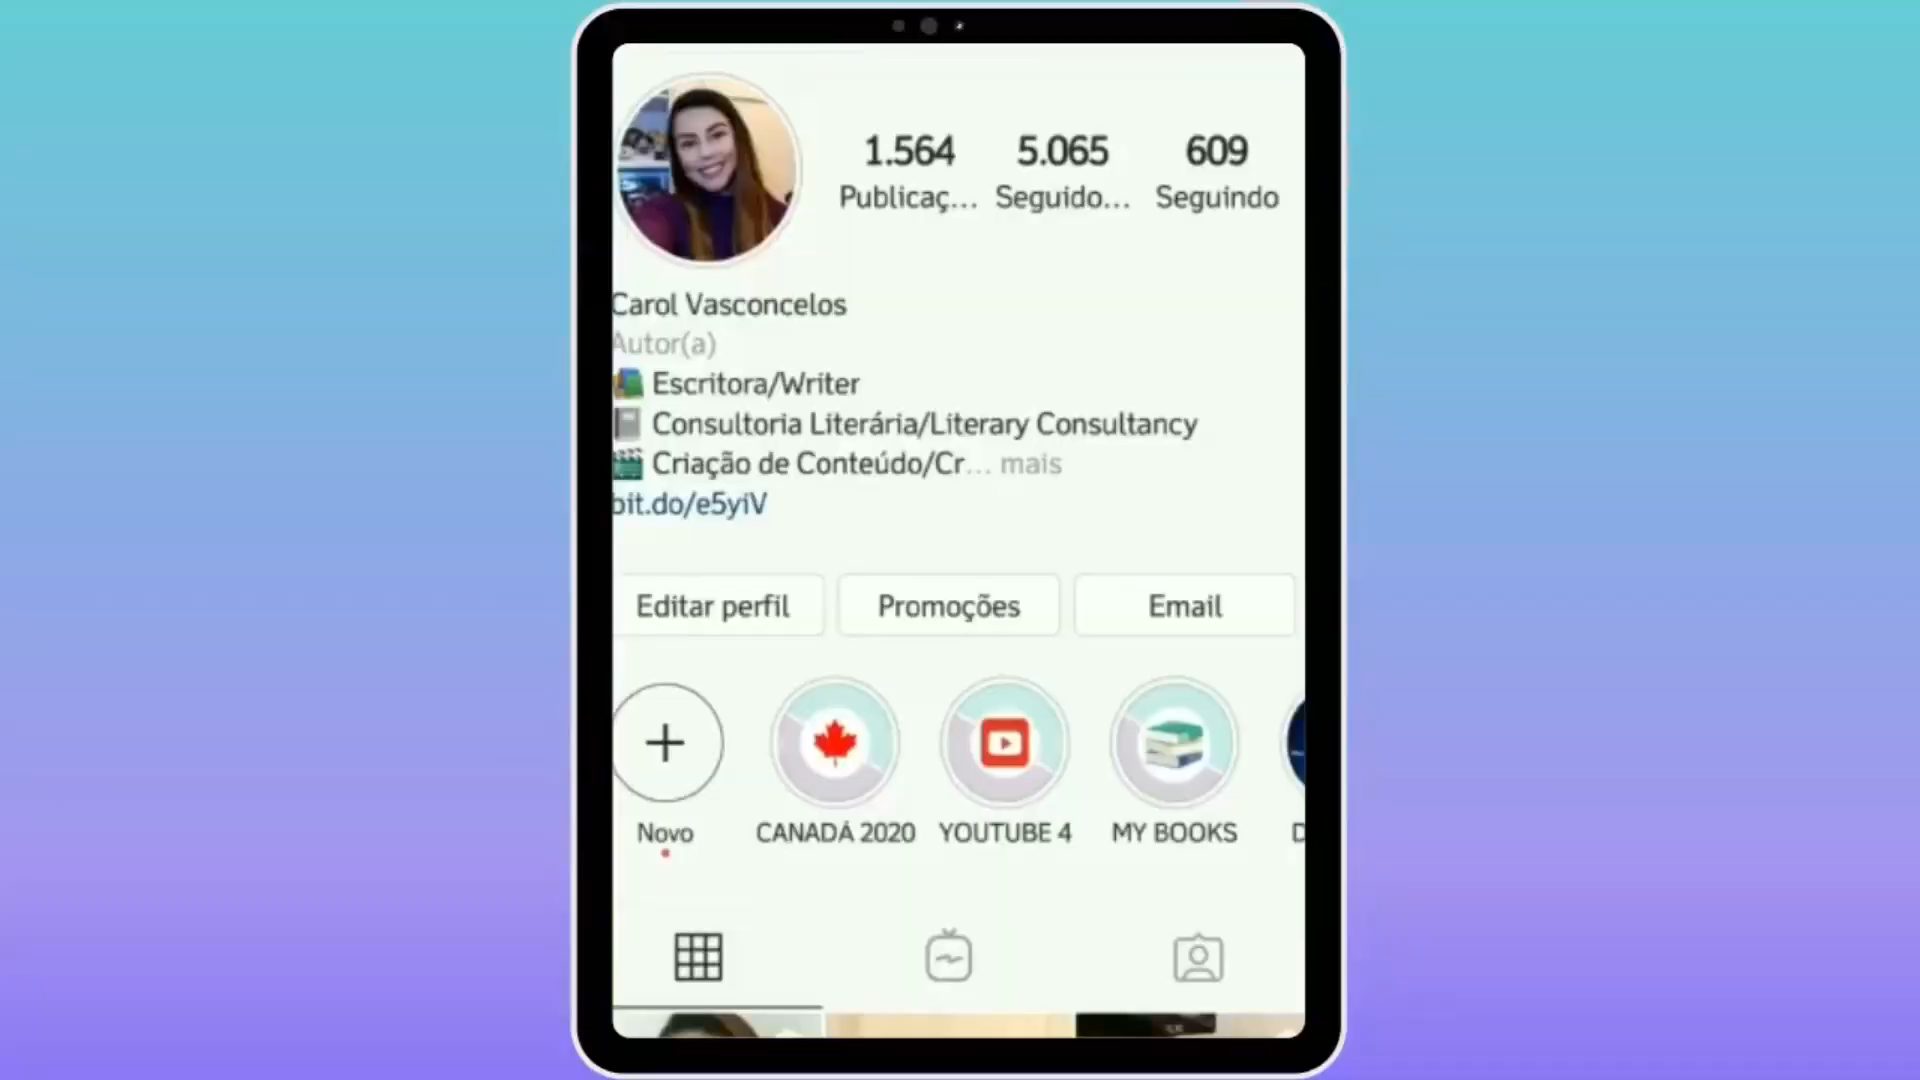 1.564 5.065 609
Publicaç... Seguido... Seguindo
Carol Vasconcelos
Autor(a)
Escritora/Writer
Consultoria Literária/Literary Consultancy
Criação de Conteúdo/Cr... mais
bit.do/e5yiV
Editar perfil Promoções Email
Novo CANADÁ 2020 YOUTUBE 4 MY BOOKS D